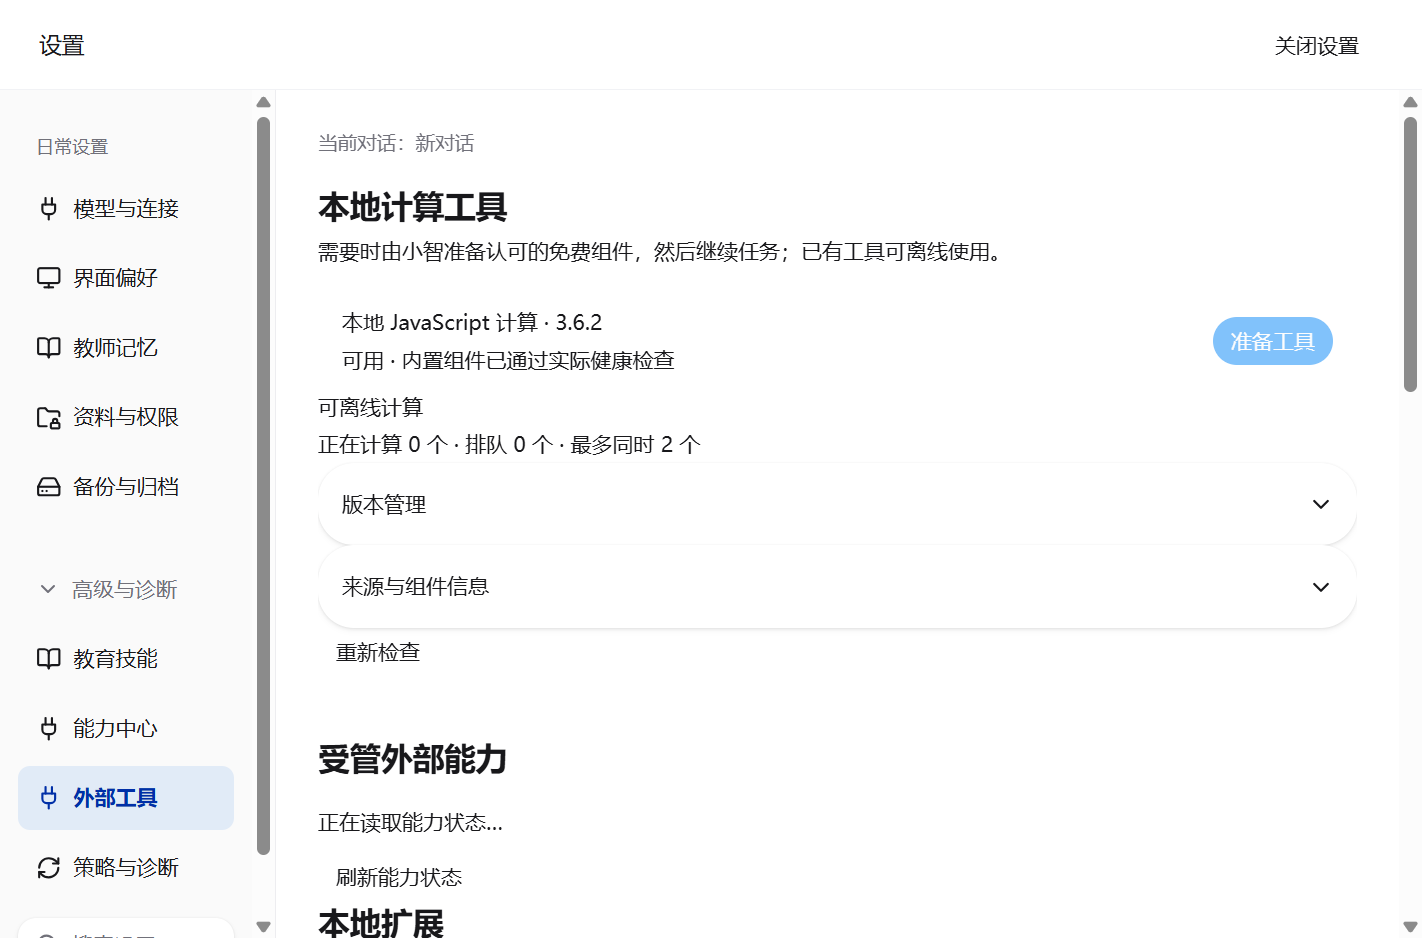 设置
关闭设置
日常设置
模型与连接
界面偏好
教师记忆
资料与权限
备份与归档
高级与诊断
教育技能
能力中心
外部工具
策略与诊断
当前对话：新对话
本地计算工具
需要时由小智准备认可的免费组件，然后继续任务；已有工具可离线使用。
本地 JavaScript 计算 · 3.6.2
可用 · 内置组件已通过实际健康检查
准备工具
可离线计算
正在计算 0 个 · 排队 0 个 · 最多同时 2 个
版本管理
来源与组件信息
重新检查
受管外部能力
正在读取能力状态...
刷新能力状态
本地扩展